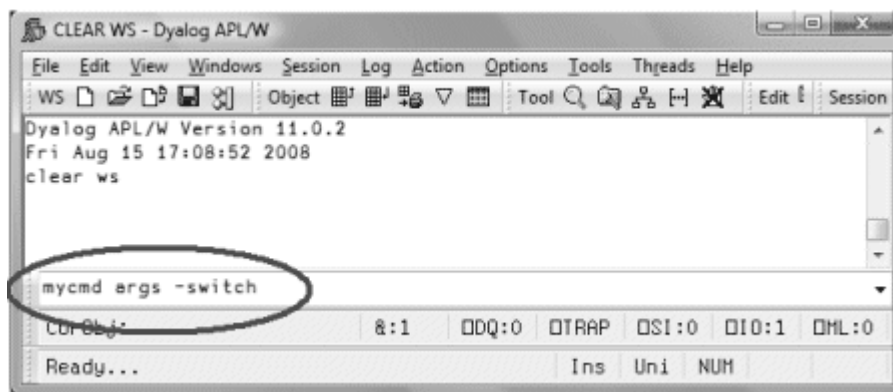 CLEAR WS - Dyalog APL/W
File Edit View Windows Session Log Action Options Tools Threads Help
WS Object Tool Edit Session
Dyalog APL/W Version 11.0.2
Fri Aug 15 17:08:52 2008
clear ws
mycmd args -switch
CurObj: &:1 ⎕DQ:0 ⎕TRAP ⎕SI:0 ⎕IO:1 ⎕ML:0
Ready... Ins Uni NUM